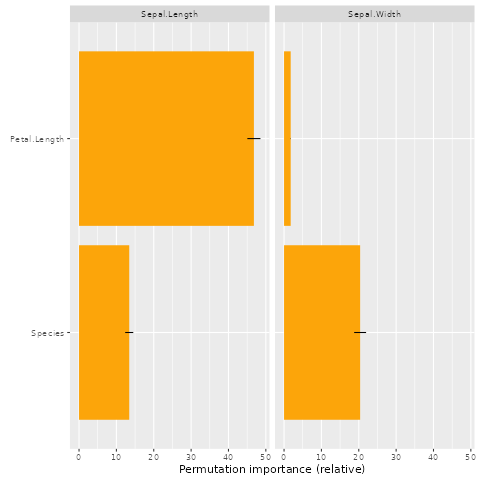 Sepal.Length Sepal.Width
Petal.Length
Species
0 10 20 30 40 50 0 10 20 30 40 50
Permutation importance (relative)